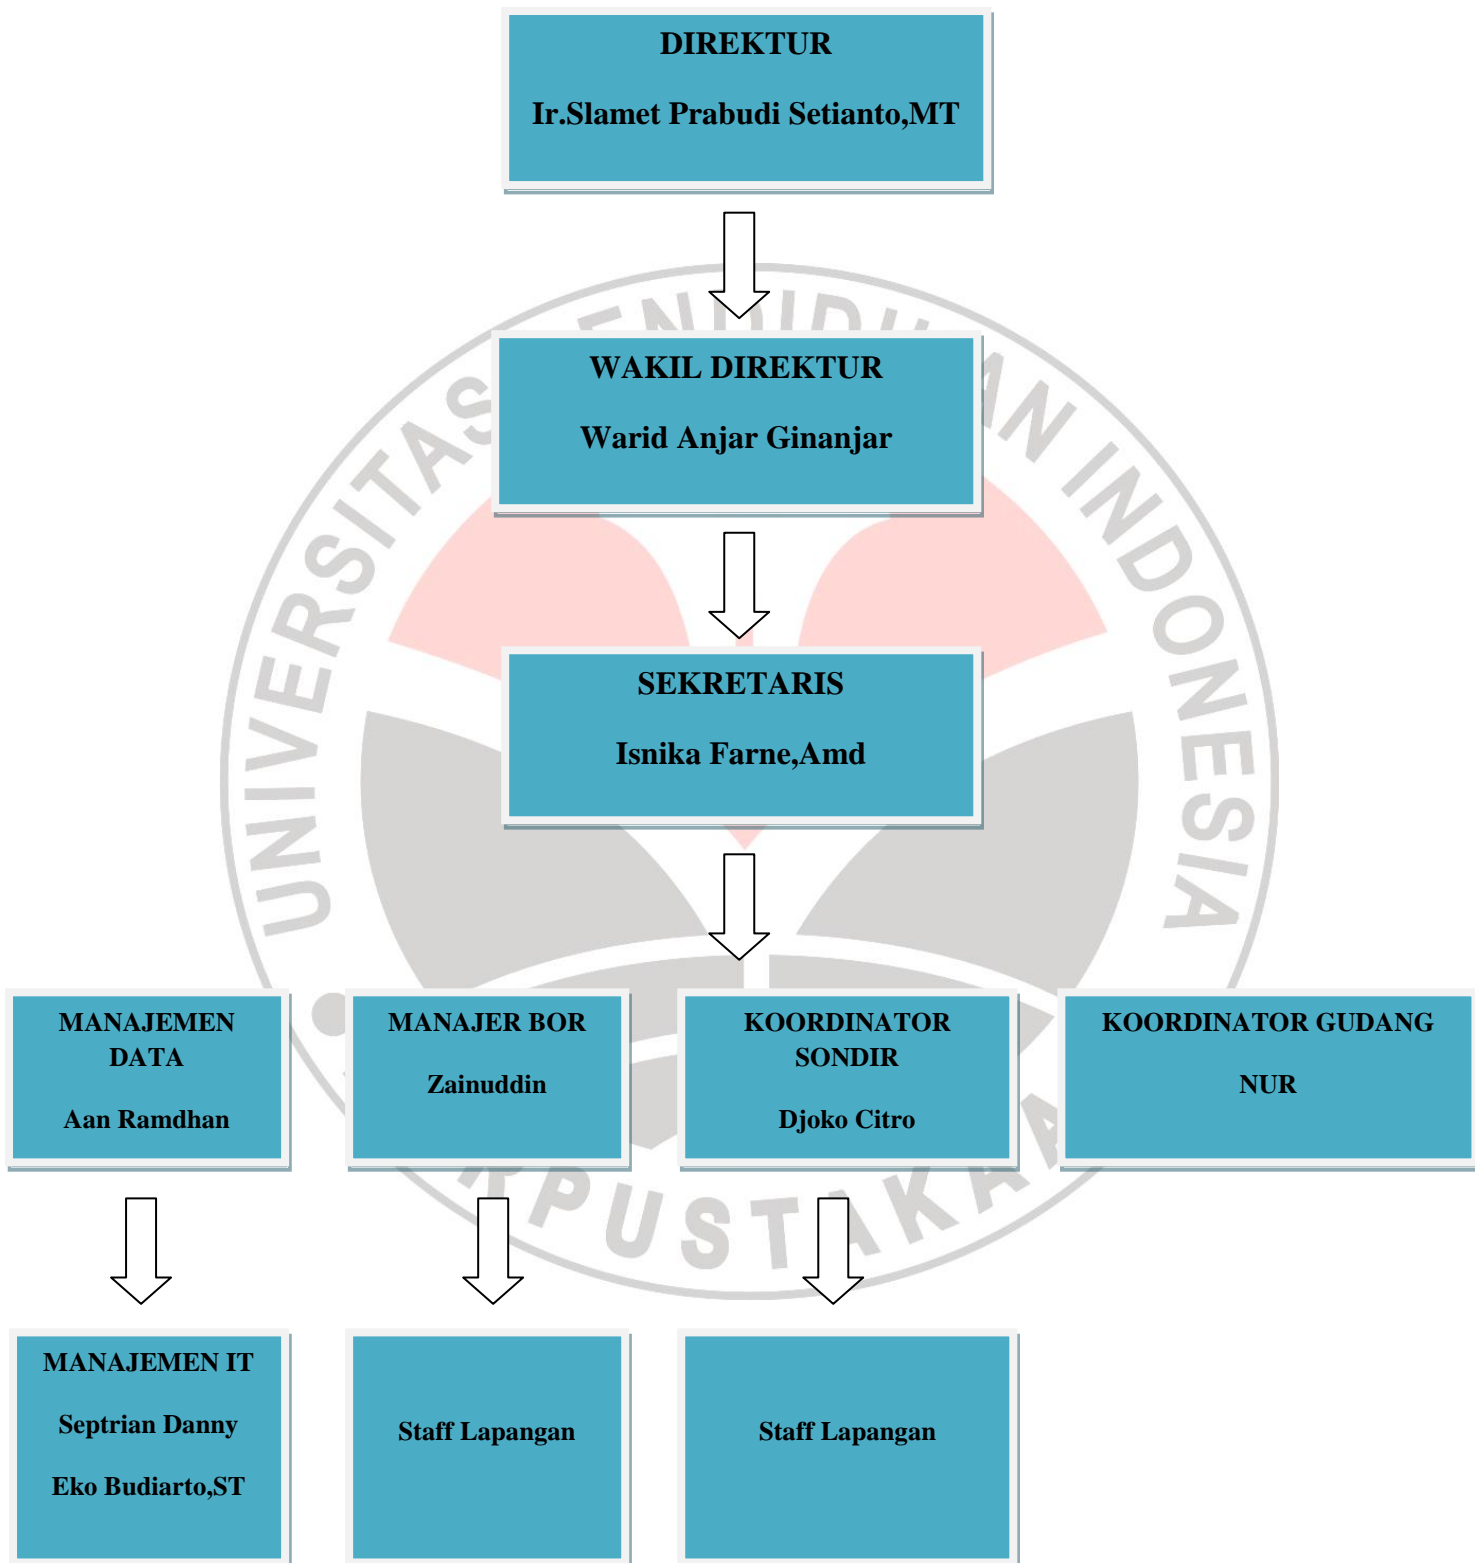 DIREKTUR
Ir.Slamet Prabudi Setianto,MT
WAKIL DIREKTUR
Warid Anjar Ginanjar
SEKRETARIS
Isnika Farne,Amd
MANAJEMEN
DATA
Aan Ramdhan
MANAJER BOR
Zainuddin
KOORDINATOR
SONDIR
Djoko Citro
KOORDINATOR GUDANG
NUR
MANAJEMEN IT
Septrian Danny
Eko Budiarto,ST
Staff Lapangan
Staff Lapangan
UNIVERSITAS
INDONESIA